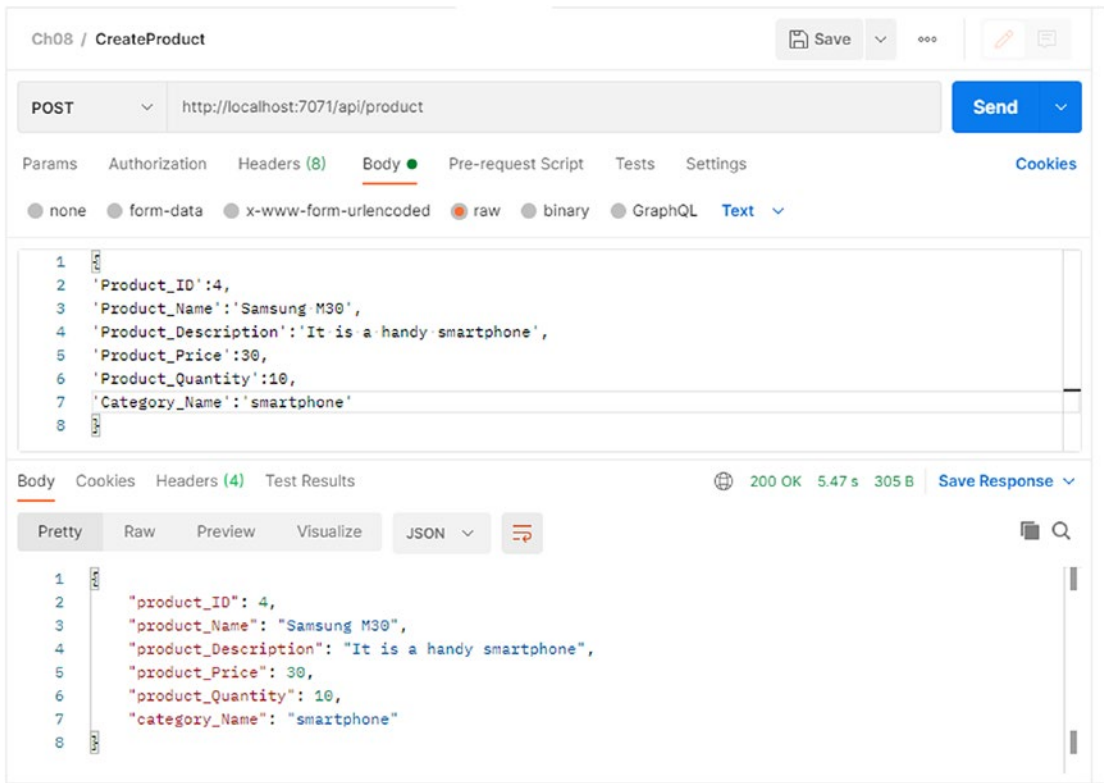 Ch08 / CreateProduct
Save
POST http://localhost:7071/api/product Send
Params Authorization Headers (8) Body Pre-request Script Tests Settings Cookies
none form-data x-www-form-urlencoded raw binary GraphQL Text
1 {
2 'Product_ID':4,
3 'Product_Name':'Samsung M30',
4 'Product_Description':'It is a handy smartphone',
5 'Product_Price':30,
6 'Product_Quantity':10,
7 'Category_Name':'smartphone'
8 }
Body Cookies Headers (4) Test Results 200 OK 5.47 s 305 B Save Response
Pretty Raw Preview Visualize JSON
1 {
2 "product_ID": 4,
3 "product_Name": "Samsung M30",
4 "product_Description": "It is a handy smartphone",
5 "product_Price": 30,
6 "product_Quantity": 10,
7 "category_Name": "smartphone"
8 }